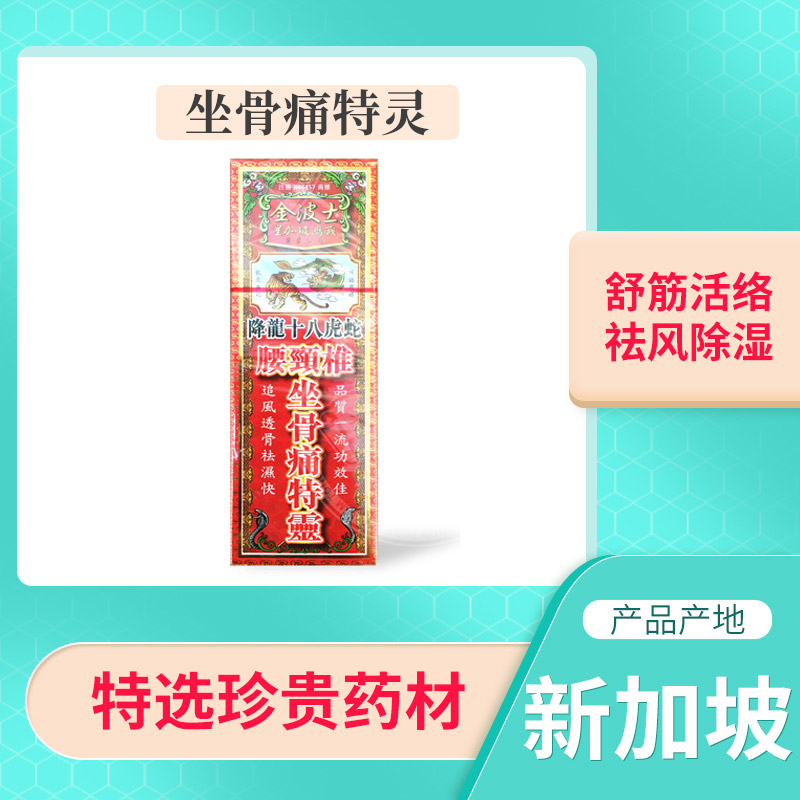 坐骨痛特灵
金波士
降龍十八虎蛇
腰頸椎
坐骨痛特靈
品質一流功效佳
追風透骨祛濕快
舒筋活络
祛风除湿
产品产地
新加坡
特选珍贵药材